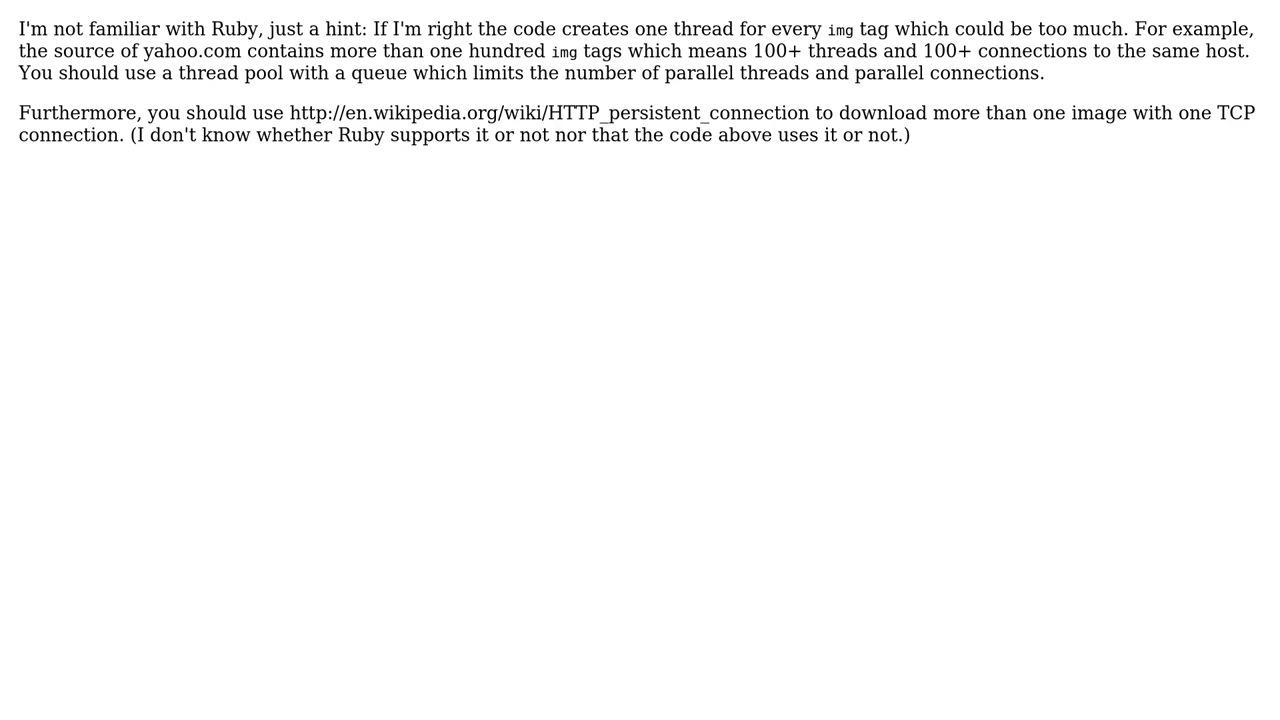 I'm not familiar with Ruby, just a hint: If I'm right the code creates one thread for every img tag which could be too much. For example,
the source of yahoo.com contains more than one hundred img tags which means 100+ threads and 100+ connections to the same host.
You should use a thread pool with a queue which limits the number of parallel threads and parallel connections.
Furthermore, you should use http://en.wikipedia.org/wiki/HTTP_persistent_connection to download more than one image with one TCP
connection. (I don't know whether Ruby supports it or not nor that the code above uses it or not.)